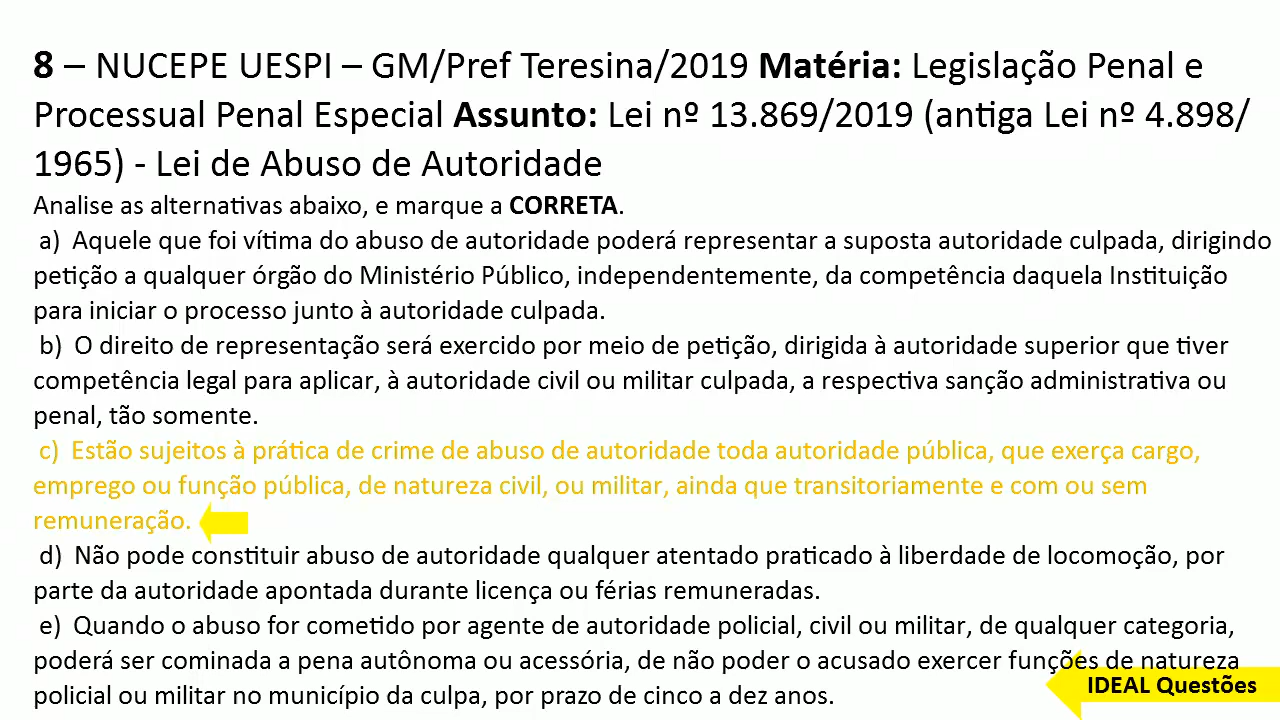 8 – NUCEPE UESPI – GM/Pref Teresina/2019 Matéria: Legislação Penal e
Processual Penal Especial Assunto: Lei nº 13.869/2019 (antiga Lei nº 4.898/
1965) - Lei de Abuso de Autoridade
Analise as alternativas abaixo, e marque a CORRETA.
a) Aquele que foi vítima do abuso de autoridade poderá representar a suposta autoridade culpada, dirigindo
petição a qualquer órgão do Ministério Público, independentemente, da competência daquela Instituição
para iniciar o processo junto à autoridade culpada.
b) O direito de representação será exercido por meio de petição, dirigida à autoridade superior que tiver
competência legal para aplicar, à autoridade civil ou militar culpada, a respectiva sanção administrativa ou
penal, tão somente.
c) Estão sujeitos à prática de crime de abuso de autoridade toda autoridade pública, que exerça cargo,
emprego ou função pública, de natureza civil, ou militar, ainda que transitoriamente e com ou sem
remuneração.
d) Não pode constituir abuso de autoridade qualquer atentado praticado à liberdade de locomoção, por
parte da autoridade apontada durante licença ou férias remuneradas.
e) Quando o abuso for cometido por agente de autoridade policial, civil ou militar, de qualquer categoria,
poderá ser cominada a pena autônoma ou acessória, de não poder o acusado exercer funções de natureza
policial ou militar no município da culpa, por prazo de cinco a dez anos.
IDEAL Questões